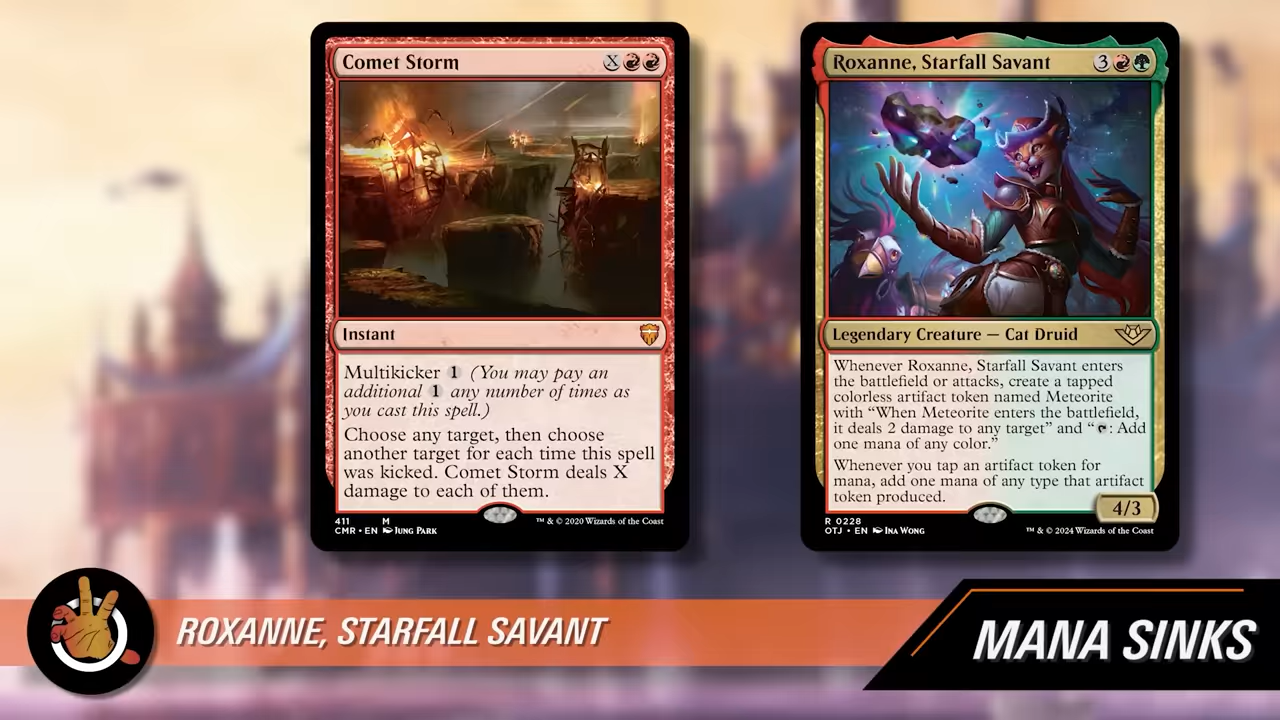 Comet Storm X
Instant
Multikicker 1 (You may pay an
additional 1 any number of times as
you cast this spell.)
Choose any target, then choose
another target for each time this spell
was kicked. Comet Storm deals X
damage to each of them.
411 M
CMR • EN Jung Park
™ & © 2020 Wizards of the Coast
Roxanne, Starfall Savant 3
Legendary Creature — Cat Druid
Whenever Roxanne, Starfall Savant enters
the battlefield or attacks, create a tapped
colorless artifact token named Meteorite
with “When Meteorite enters the battlefield,
it deals 2 damage to any target” and “: Add
one mana of any color.”
Whenever you tap an artifact token for
mana, add one mana of any type that artifact
token produced.
4/3
R 0228
OTJ • EN Ina Wong
™ & © 2024 Wizards of the Coast
ROXANNE, STARFALL SAVANT
MANA SINKS